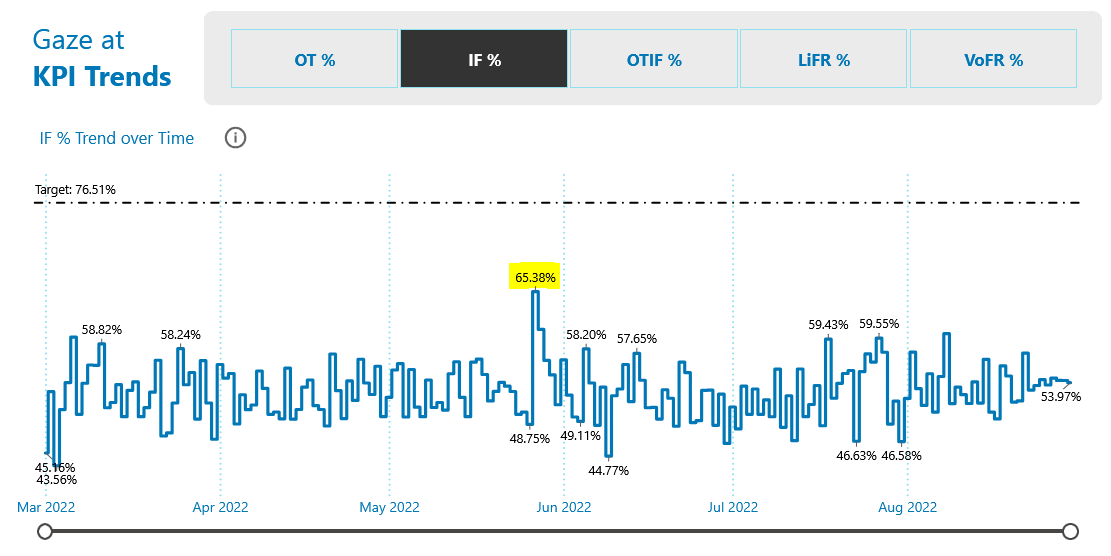 Gaze at
KPI Trends
OT %
IF %
OTIF %
LiFR %
VoFR %
IF % Trend over Time
Target: 76.51%
65.38%
58.82%
58.24%
58.20%
57.65%
59.43%
59.55%
53.97%
48.75%
49.11%
46.63%
46.58%
45.16%
44.77%
43.56%
Mar 2022
Apr 2022
May 2022
Jun 2022
Jul 2022
Aug 2022